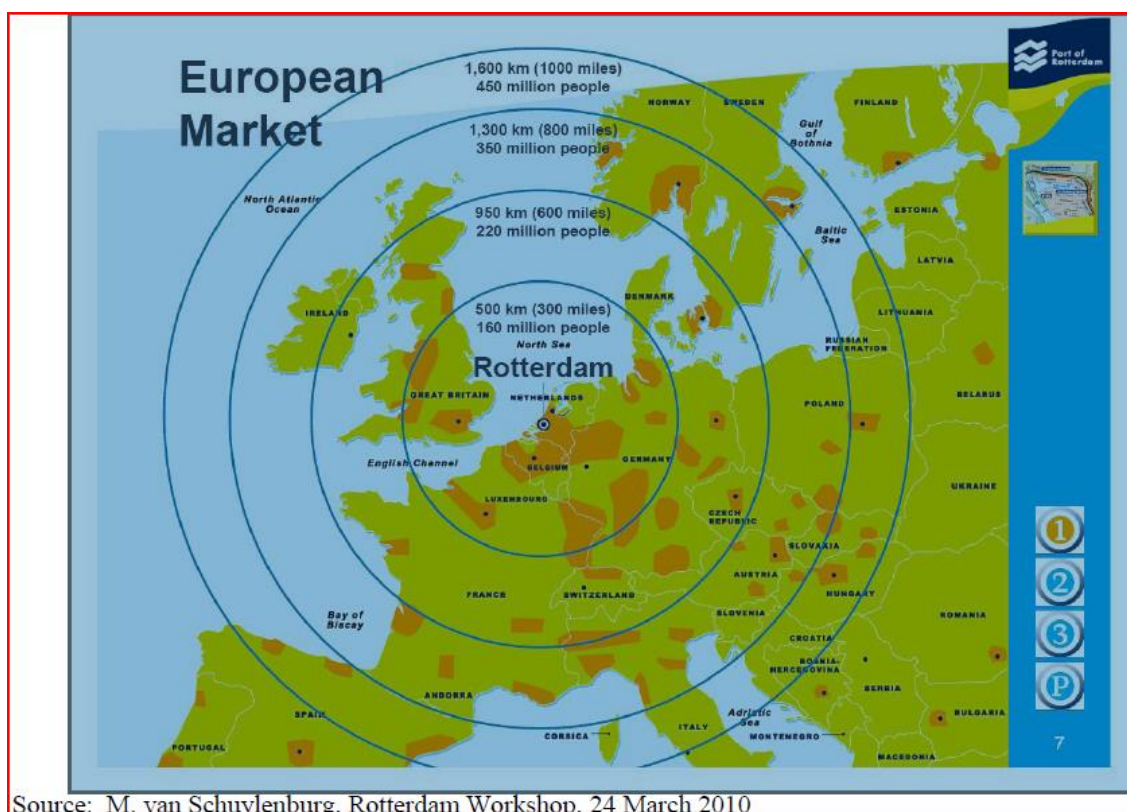 European
Market
1,600 km (1000 miles)
450 million people
1,300 km (800 miles)
350 million people
950 km (600 miles)
220 million people
500 km (300 miles)
160 million people
North Sea
Rotterdam
Port of
Rotterdam
NORWAY
SWEDEN
FINLAND
Gulf
of
Bothnia
North Atlantic
Ocean
ESTONIA
Baltic
Sea
LATVIA
DENMARK
IRELAND
LITHUANIA
RUSSIAN
FEDERATION
GREAT BRITAIN
NETHERLANDS
POLAND
BELARUS
English Channel
BELGIUM
GERMANY
LUXEMBOURG
UKRAINE
CZECH
REPUBLIC
SLOVAKIA
AUSTRIA
FRANCE
SWITZERLAND
HUNGARY
Bay of
Biscay
SLOVENIA
ROMANIA
CROATIA
BOSNIA-
HERCEGOVINA
SERBIA
ANDORRA
SPAIN
Adriatic
Sea
BULGARIA
ITALY
CORSICA
MONTENEGRO
PORTUGAL
MACEDONIA
1
2
3
P
7
Source: M. van Schuylenburg, Rotterdam Workshop, 24 March 2010